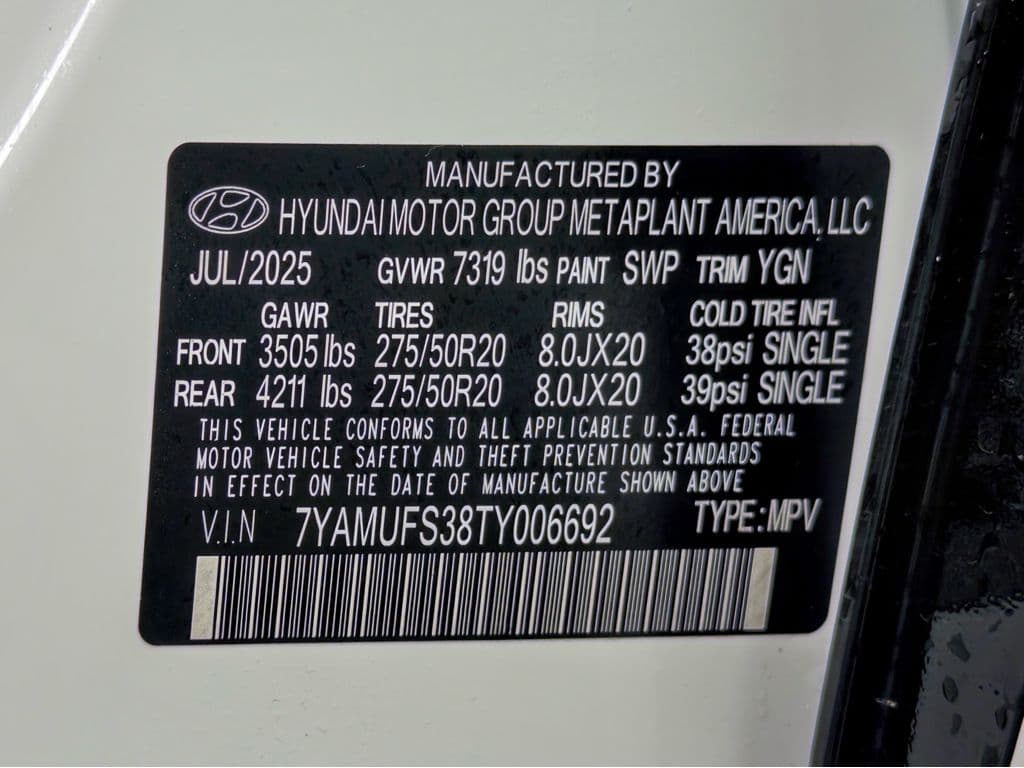 MANUFACTURED BY
HYUNDAI MOTOR GROUP METAPLANT AMERICA, LLC
JUL/2025 GVWR 7319 lbs PAINT SWP TRIM YGN
GAWR TIRES RIMS COLD TIRE INFL
FRONT 3505 lbs 275/50R20 8.0JX20 38psi SINGLE
REAR 4211 lbs 275/50R20 8.0JX20 39psi SINGLE
THIS VEHICLE CONFORMS TO ALL APPLICABLE U.S.A. FEDERAL
MOTOR VEHICLE SAFETY AND THEFT PREVENTION STANDARDS
IN EFFECT ON THE DATE OF MANUFACTURE SHOWN ABOVE
V.I.N 7YAMUFS38TY006692 TYPE:MPV